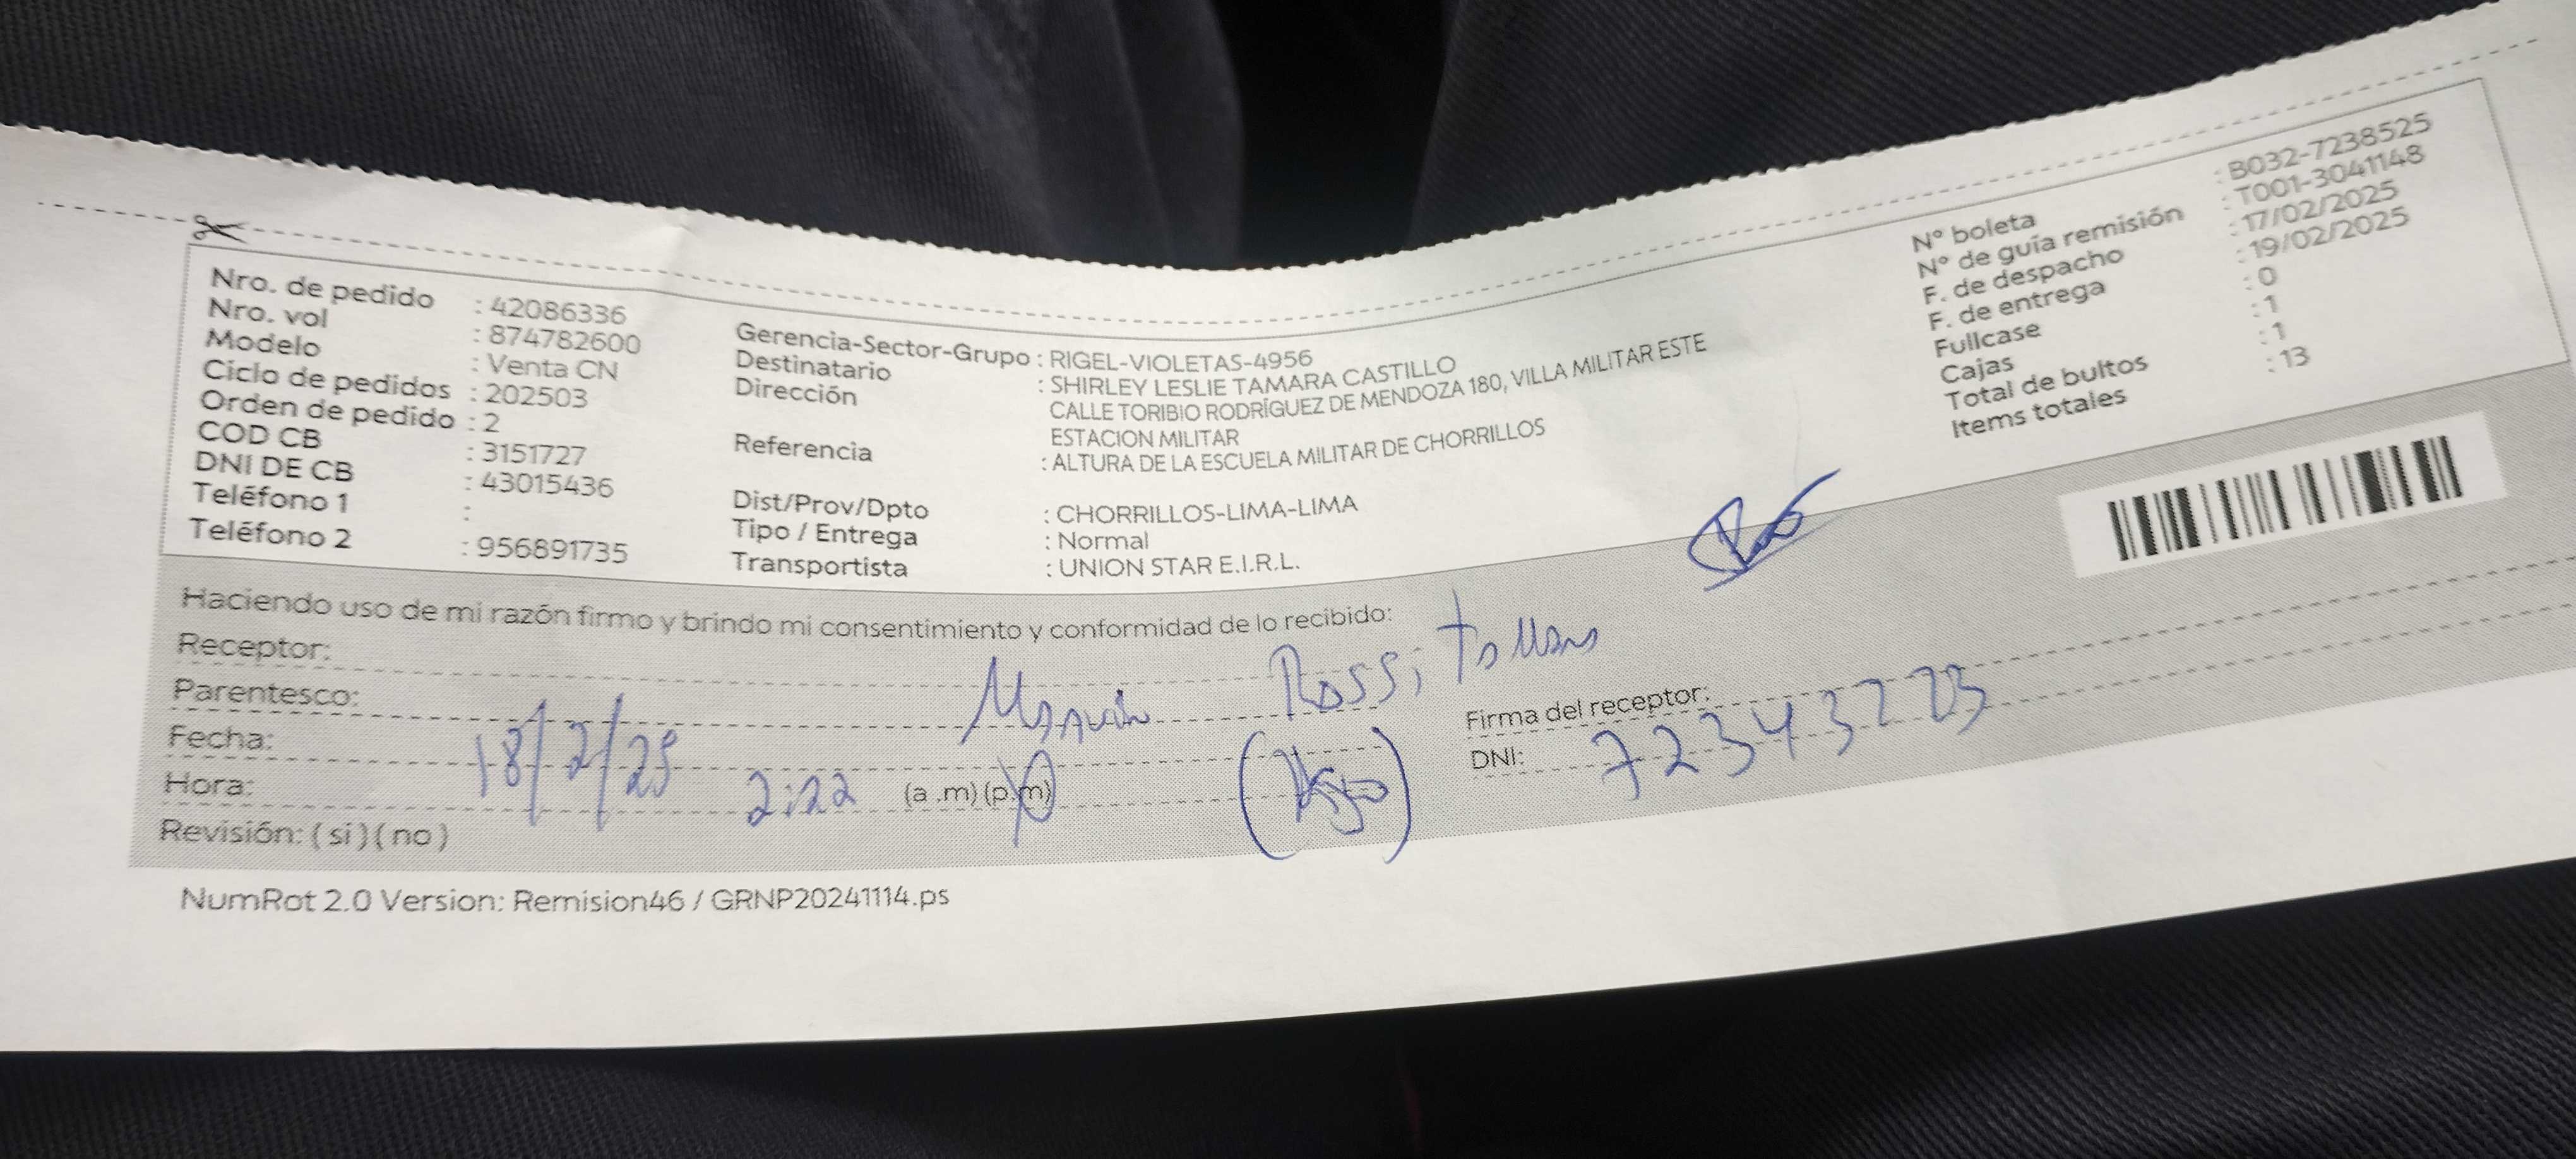 Nro. de pedido : 42086336
Nro. vol : 874782600
Modelo : Venta CN
Ciclo de pedidos : 202503
Orden de pedido : 2
COD CB : 3151727
DNI DE CB : 43015436
Teléfono 1 :
Teléfono 2 : 956891735
Gerencia-Sector-Grupo : RIGEL-VIOLETAS-4956
Destinatario : SHIRLEY LESLIE TAMARA CASTILLO
Dirección CALLE TORIBIO RODRÍGUEZ DE MENDOZA 180, VILLA MILITAR ESTE
ESTACION MILITAR
Referencia : ALTURA DE LA ESCUELA MILITAR DE CHORRILLOS
Dist/Prov/Dpto : CHORRILLOS-LIMA-LIMA
Tipo / Entrega : Normal
Transportista : UNION STAR E.I.R.L.
N° boleta : B032-7238525
N° de guía remisión : T001-3041148
F. de despacho : 17/02/2025
F. de entrega : 19/02/2025
Fullcase : 0
Cajas : 1
Total de bultos : 1
Items totales : 13
Haciendo uso de mi razón firmo y brindo mi consentimiento y conformidad de lo recibido:
Receptor: Rossi
Parentesco:
Firma del receptor:
Fecha: 18/2/25
DNI: 72343223
Hora: 2:22 (a .m) (p.m)
Revisión: ( si ) ( no )
NumRot 2.0 Version: Remision46 / GRNP20241114.ps